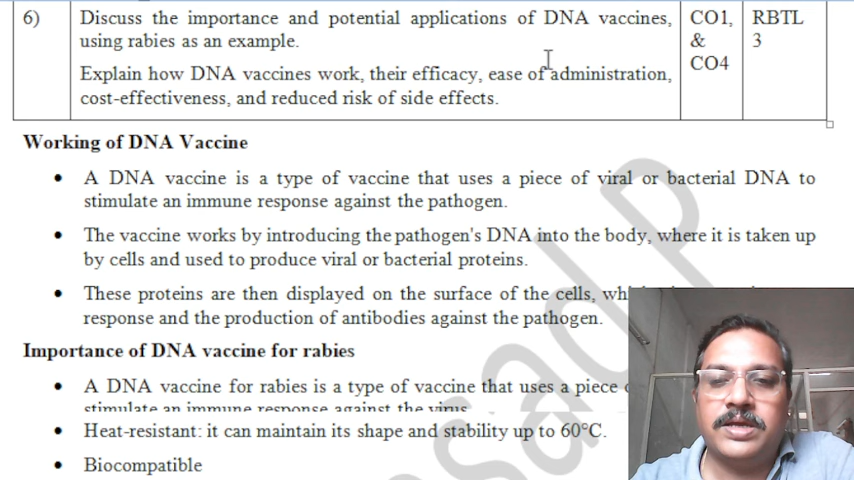 6)
Discuss the importance and potential applications of DNA vaccines,
using rabies as an example.
Explain how DNA vaccines work, their efficacy, ease of administration,
cost-effectiveness, and reduced risk of side effects.
CO1,
&
CO4
RBTL
3
Working of DNA Vaccine
• A DNA vaccine is a type of vaccine that uses a piece of viral or bacterial DNA to
stimulate an immune response against the pathogen.
• The vaccine works by introducing the pathogen's DNA into the body, where it is taken up
by cells and used to produce viral or bacterial proteins.
• These proteins are then displayed on the surface of the cells,
response and the production of antibodies against the pathogen.
Importance of DNA vaccine for rabies
• A DNA vaccine for rabies is a type of vaccine that uses a piece
stimulate an immune response against the virus
• Heat-resistant: it can maintain its shape and stability up to 60°C.
• Biocompatible